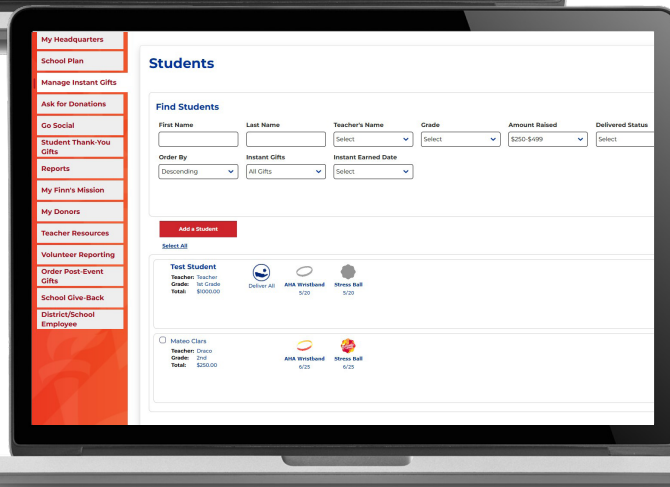 My Headquarters
School Plan
Manage Instant Gifts
Ask for Donations
Go Social
Student Thank-You
Gifts
Reports
My Finn's Mission
My Donors
Teacher Resources
Volunteer Reporting
Order Post-Event
Gifts
School Give-Back
District/School
Employee
Students
Find Students
First Name Last Name Teacher's Name Grade Amount Raised Delivered Status
Select Select $250-$499 Select
Order By Instant Gifts Instant Earned Date
Descending All Gifts Select
Add a Student
Select All
Test Student
Teacher: Teacher
Grade: 1st Grade
Total: $1000.00
Deliver All AHA Wristband Stress Ball
5/20 5/20
Mateo Clars
Teacher: Draco
Grade: 2nd
Total: $250.00
AHA Wristband Stress Ball
6/25 6/25